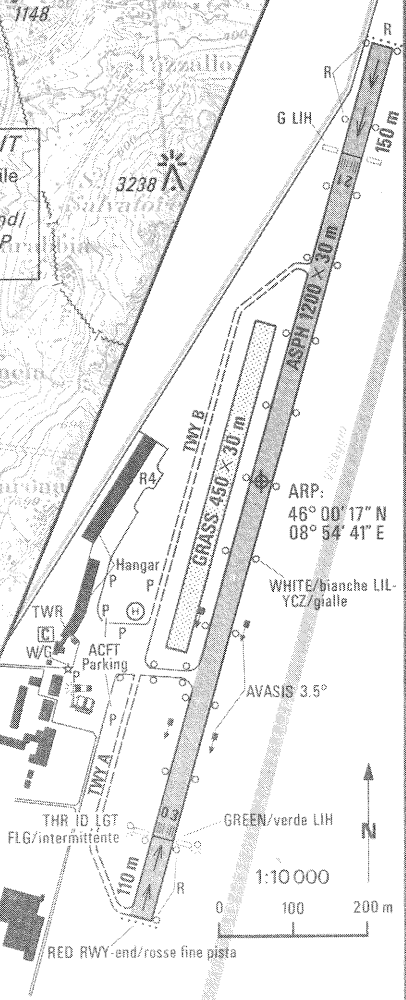 1148
R
R
G LIH
150 m
3238
21
ASPH 1200 × 30 m
TWY B
GRASS 450 × 30 m
R4
ARP:
46° 00' 17" N
08° 54' 41" E
Hangar
P
P
WHITE/bianche LIL-
YCZ/gialle
TWR
P
H
C
P
W/G
ACFT
Parking
P
AVASIS 3.5°
P
TWY A
03
THR ID LGT
FLG/intermittente
GREEN/verde LIH
N
110 m
R
1:10 000
0 100 200 m
RED RWY-end/rosse fine pista